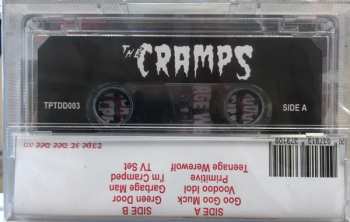 THE CRAMPS
TPTDD003
SIDE A
SIDE A
Goo Goo Muck
Voodoo Idol
Primitive
Teenage Werewolf
SIDE B
Green Door
Garbage Man
I'm Cramped
TV Set